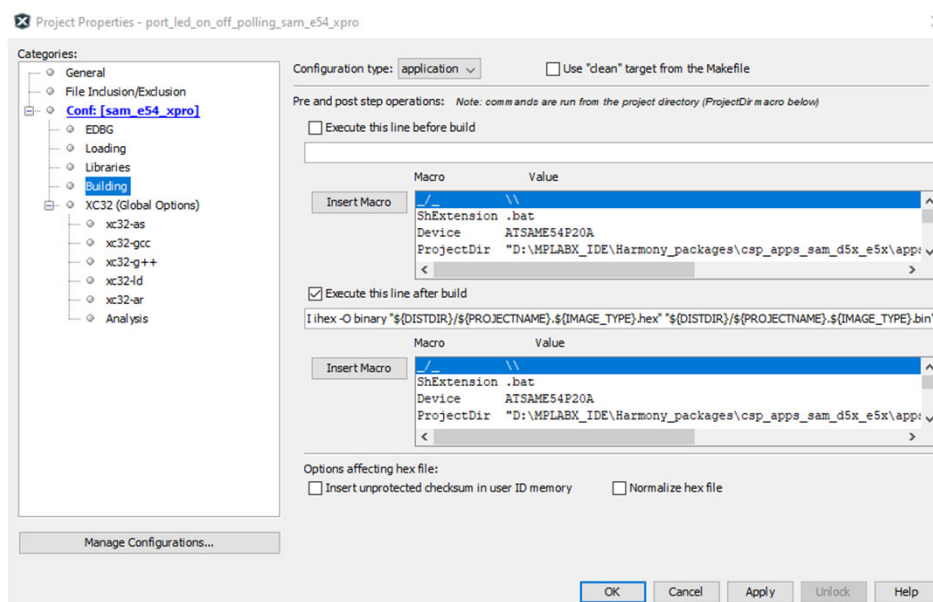 Project Properties - port_led_on_off_polling_sam_e54_xpro
Categories:
General
File Inclusion/Exclusion
Conf: [sam_e54_xpro]
EDBG
Loading
Libraries
Building
XC32 (Global Options)
xc32-as
xc32-gcc
xc32-g++
xc32-ld
xc32-ar
Analysis
Manage Configurations...
Configuration type: application Use "clean" target from the Makefile
Pre and post step operations: Note: commands are run from the project directory (ProjectDir macro below)
Execute this line before build
Macro Value
Insert Macro
_/_ \\
ShExtension .bat
Device ATSAME54P20A
ProjectDir "D:\MPLABX_IDE\Harmony_packages\csp_apps_sam_d5x_e5x\apps
Execute this line after build
I ihex -O binary "${DISTDIR}/${PROJECTNAME}.${IMAGE_TYPE}.hex" "${DISTDIR}/${PROJECTNAME}.${IMAGE_TYPE}.bin"
Macro Value
Insert Macro
_/_ \\
ShExtension .bat
Device ATSAME54P20A
ProjectDir "D:\MPLABX_IDE\Harmony_packages\csp_apps_sam_d5x_e5x\apps
Options affecting hex file:
Insert unprotected checksum in user ID memory Normalize hex file
OK Cancel Apply Unlock Help